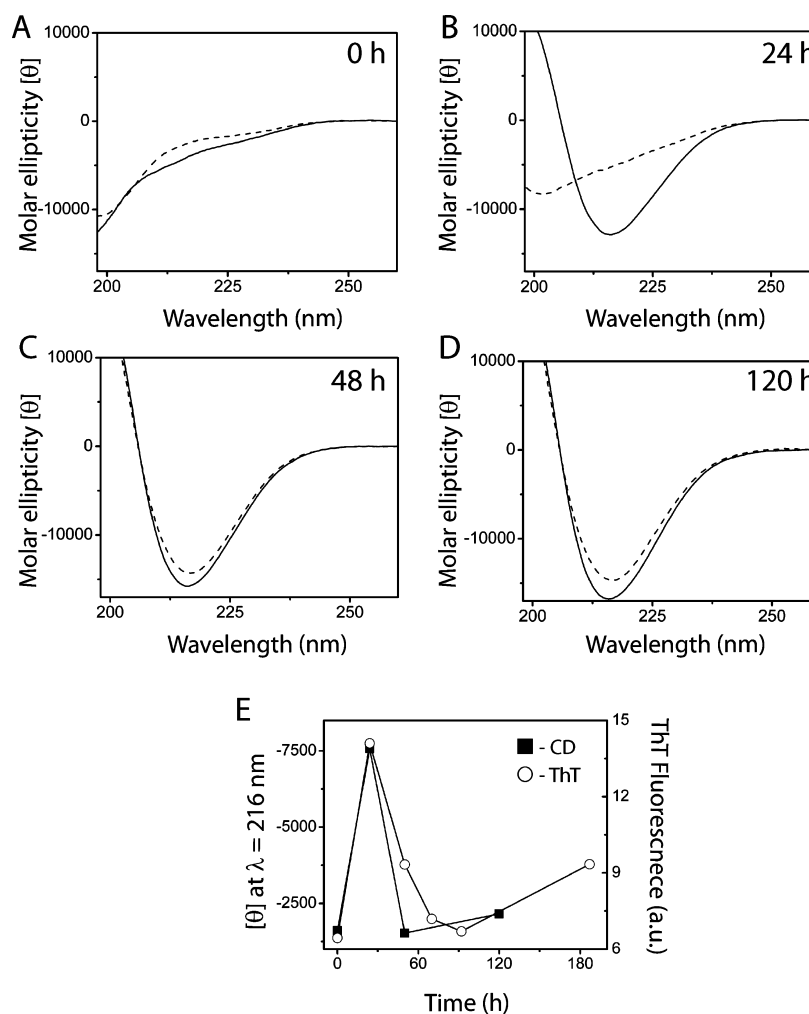 A
10000
0 h
0
-10000
Molar ellipticity [θ]
200
225
250
Wavelength (nm)
B
10000
24 h
0
-10000
Molar ellipticity [θ]
200
225
250
Wavelength (nm)
C
10000
48 h
0
-10000
Molar ellipticity [θ]
200
225
250
Wavelength (nm)
D
10000
120 h
0
-10000
Molar ellipticity [θ]
200
225
250
Wavelength (nm)
E
-7500
-5000
-2500
[θ] at λ = 216 nm
- CD
- ThT
15
12
9
6
ThT Fluorescnece (a.u.)
0
60
120
180
Time (h)